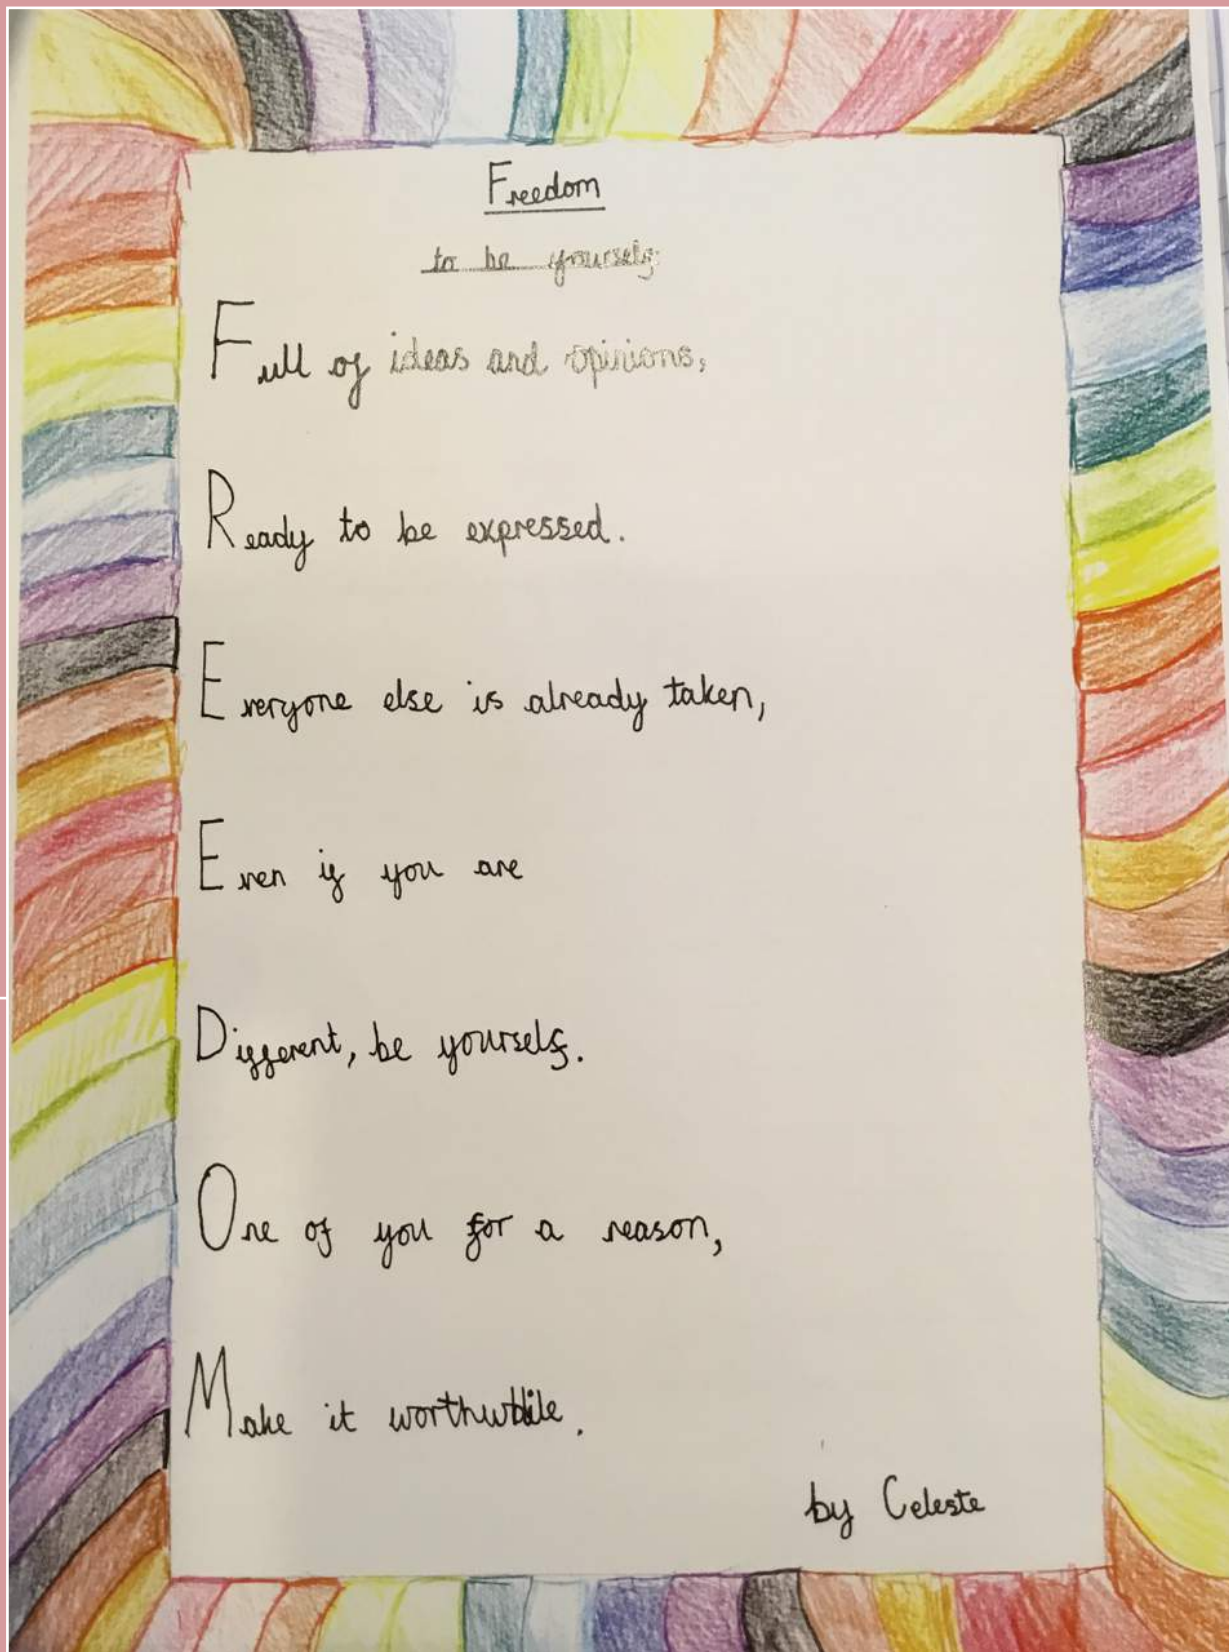 Freedom
to be yourself
Full of ideas and opinions,
Ready to be expressed.
Everyone else is already taken,
Even if you are
Different, be yourself.
One of you for a reason,
Make it worthwhile.
by Celeste